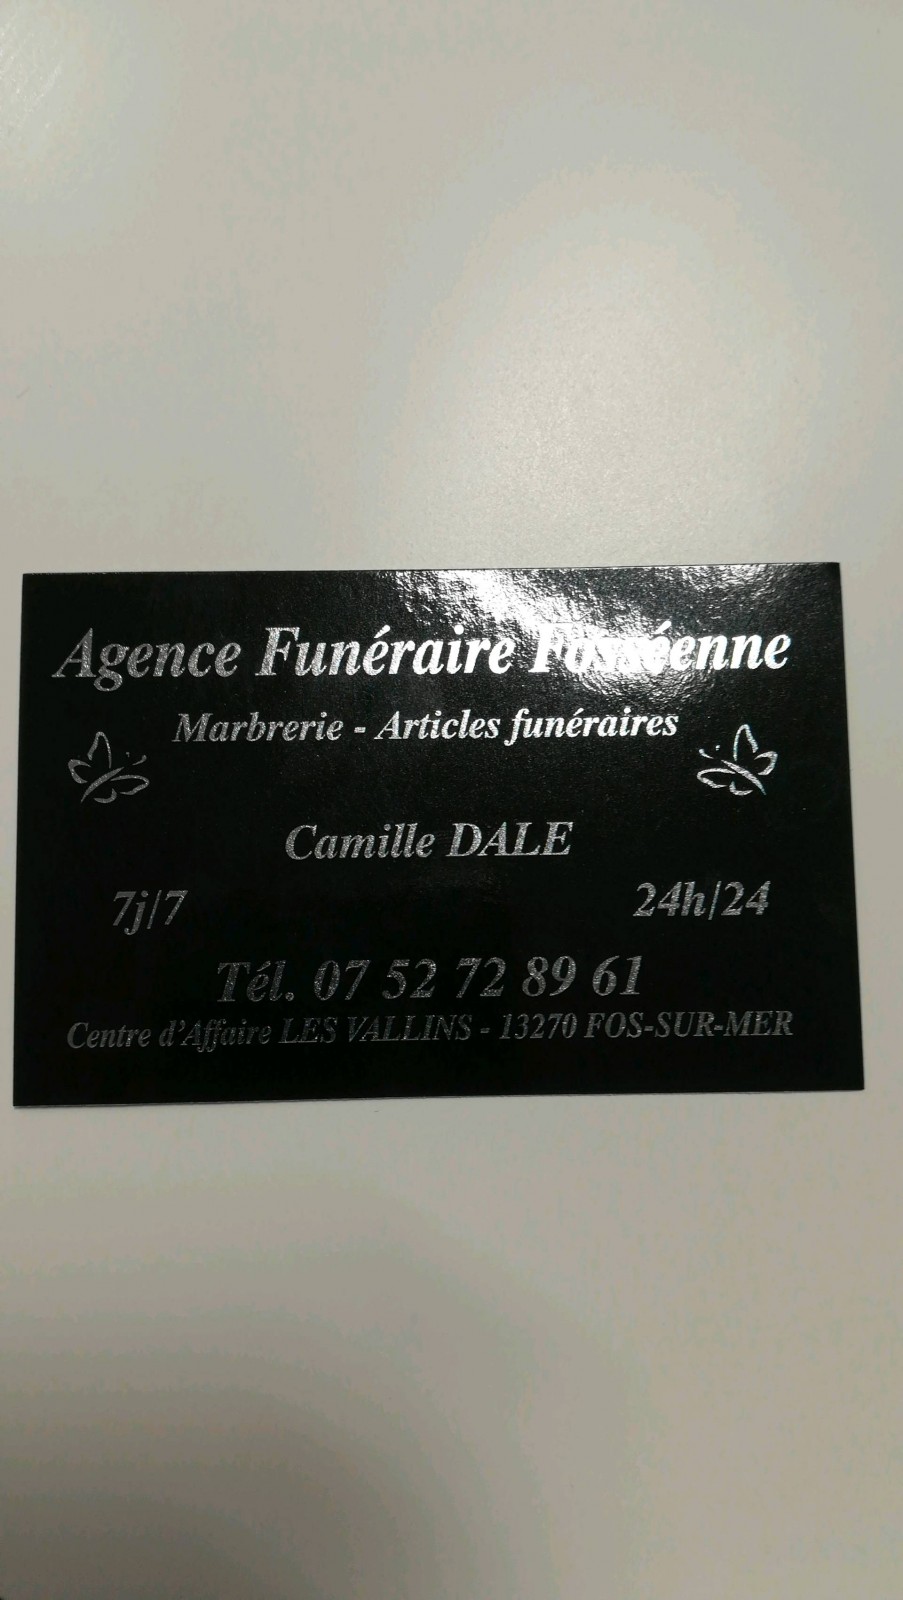 Agence Funéraire Fosséenne
Marbrerie - Articles funéraires
Camille DALE
7j/7 24h/24
Tél. 07 52 72 89 61
Centre d'Affaire LES VALLINS - 13270 FOS-SUR-MER